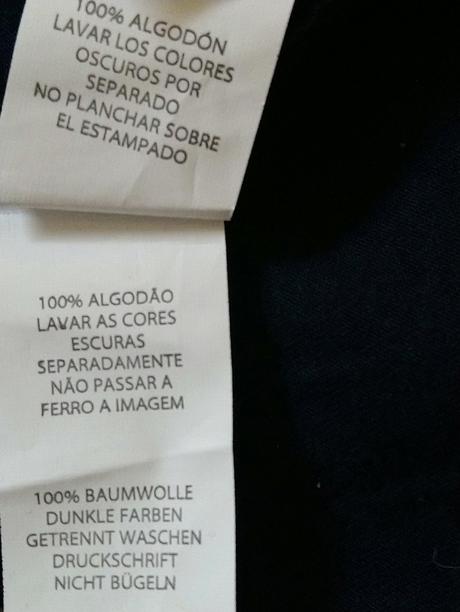 100% ALGODÓN
LAVAR LOS COLORES
OSCUROS POR
SEPARADO
NO PLANCHAR SOBRE
EL ESTAMPADO
100% ALGODÃO
LAVAR AS CORES
ESCURAS
SEPARADAMENTE
NÃO PASSAR A
FERRO A IMAGEM
100% BAUMWOLLE
DUNKLE FARBEN
GETRENNT WASCHEN
DRUCKSCHRIFT
NICHT BÜGELN